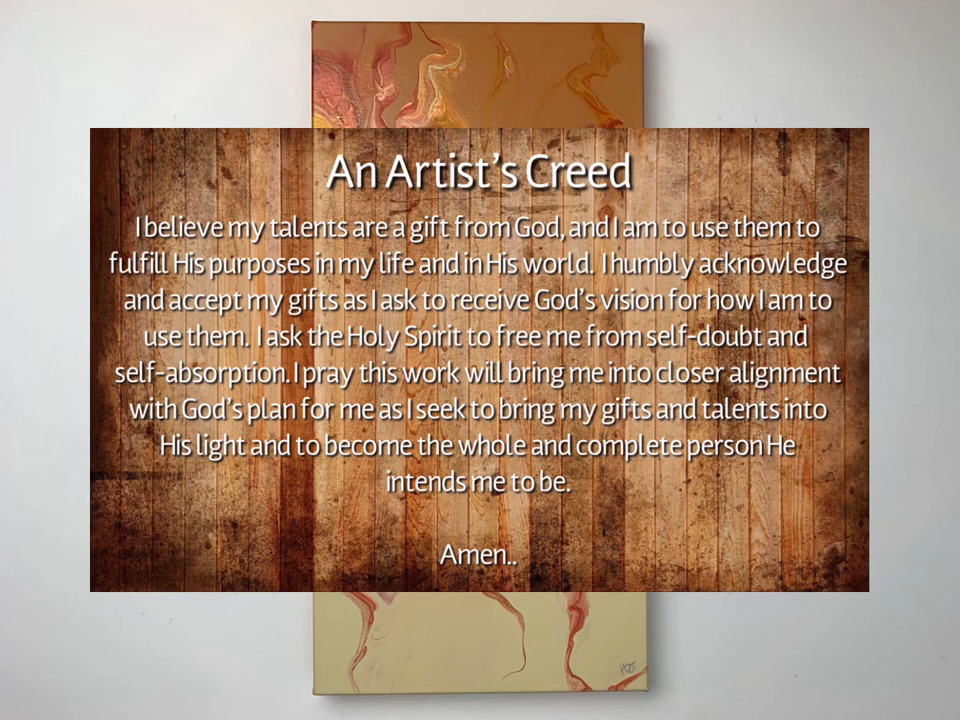 An Artist's Creed
I believe my talents are a gift from God, and I am to use them to
fulfill His purposes in my life and in His world. I humbly acknowledge
and accept my gifts as I ask to receive God's vision for how I am to
use them. I ask the Holy Spirit to free me from self-doubt and
self-absorption. I pray this work will bring me into closer alignment
with God's plan for me as I seek to bring my gifts and talents into
His light and to become the whole and complete person He
intends me to be.
Amen..